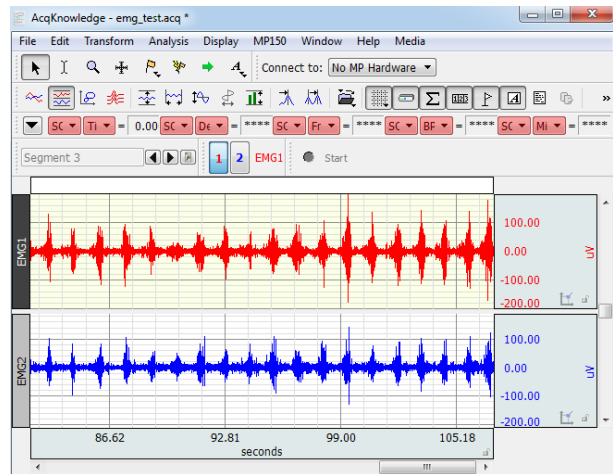 AcqKnowledge - emg_test.acq *
File Edit Transform Analysis Display MP150 Window Help Media
Connect to: No MP Hardware
SC Ti = 0.00 SC De = **** SC Fr = **** SC BP = **** SC Mi = ****
Segment 3 1 2 EMG1 Start
EMG1
100.00
0.00
-100.00
-200.00
uV
EMG2
100.00
0.00
-100.00
-200.00
uV
86.62 92.81 99.00 105.18
seconds